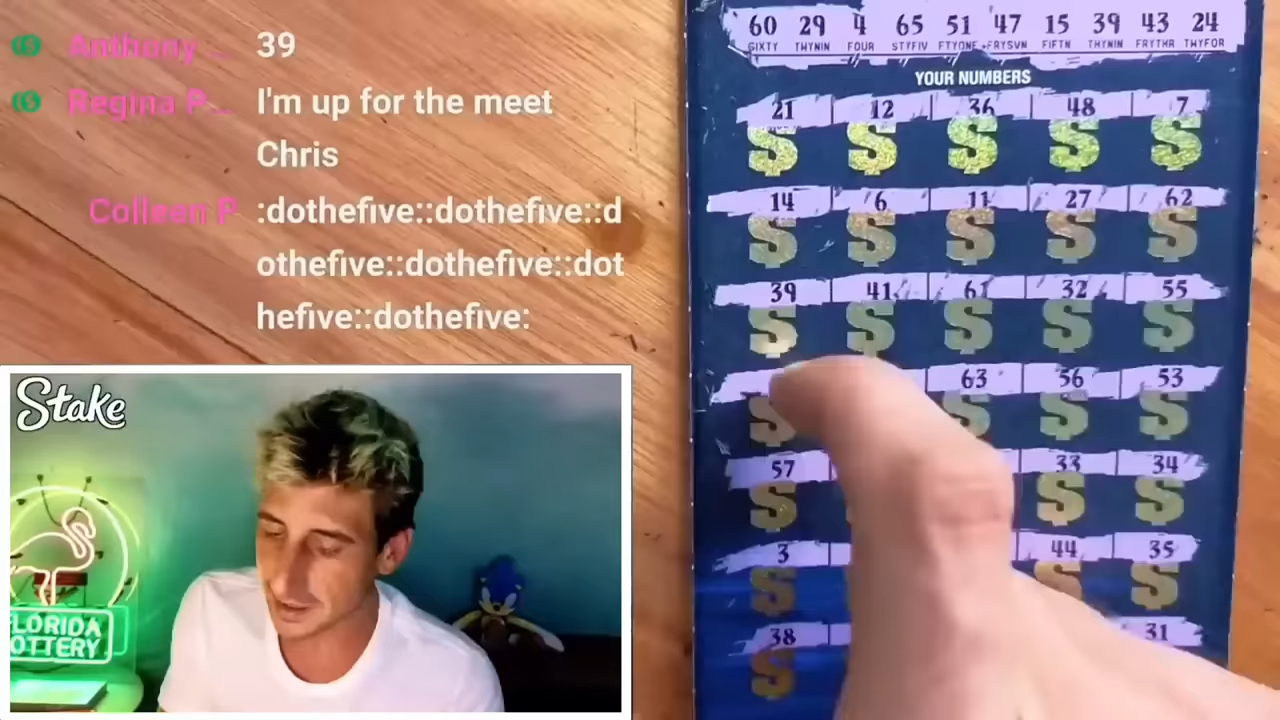 Anthony ... 39
Regina P... I'm up for the meet
Chris
Colleen P :dothefive::dothefive::d
othefive::dothefive::dot
hefive::dothefive:
Stake
FLORIDA
LOTTERY
60 29 4 65 51 47 15 39 43 24
SIXTY TWYNIN FOUR STYFIV FTYONE FRYSVN FIFTN THYNIN FRYTHR TWYFOR
YOUR NUMBERS
21 12 36 48 7
$ $ $ $ $
14 6 11 27 62
$ $ $ $ $
39 41 61 32 55
$ $ $ $ $
63 56 53
$ $ $ $
57 33 34
$ $ $
3 44 35
$ $ $
38 31
$